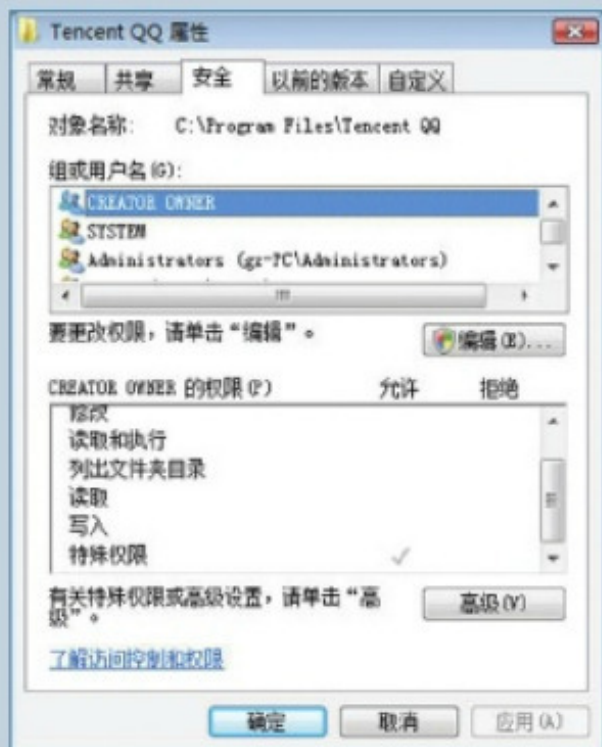 Tencent QQ 属性
常规 共享 安全 以前的版本 自定义
对象名称: C:\Program Files\Tencent QQ
组或用户名(G):
CREATOR OWNER
SYSTEM
Administrators (gz-PC\Administrators)
要更改权限，请单击“编辑”。 编辑(E)...
CREATOR OWNER 的权限(P) 允许 拒绝
修改
读取和执行
列出文件夹目录
读取
写入
特殊权限
有关特殊权限或高级设置，请单击“高 高级(V)
级”。
了解访问控制和权限
确定 取消 应用(A)